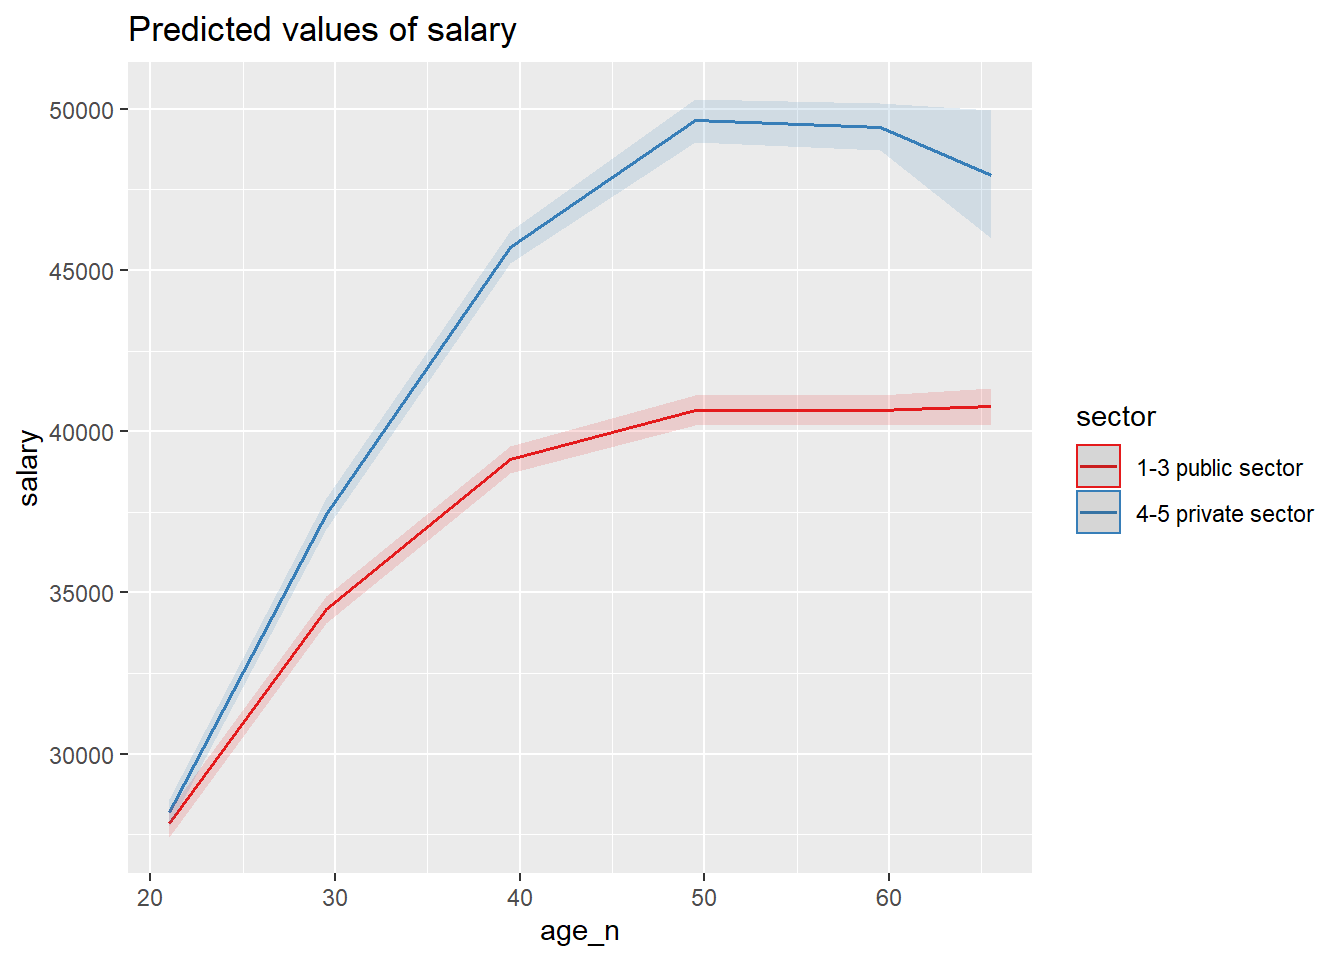 Predicted values of salary
50000
45000
40000
35000
30000
salary
20 30 40 50 60
age_n
sector
1-3 public sector
4-5 private sector